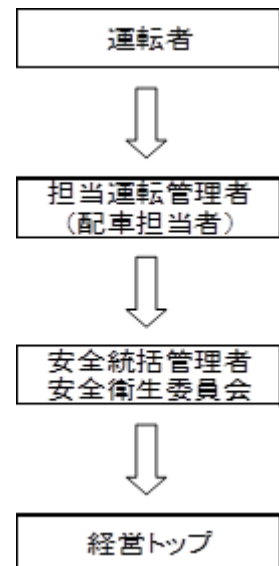 運転者
担当運転管理者
（配車担当者）
安全統括管理者
安全衛生委員会
経営トップ